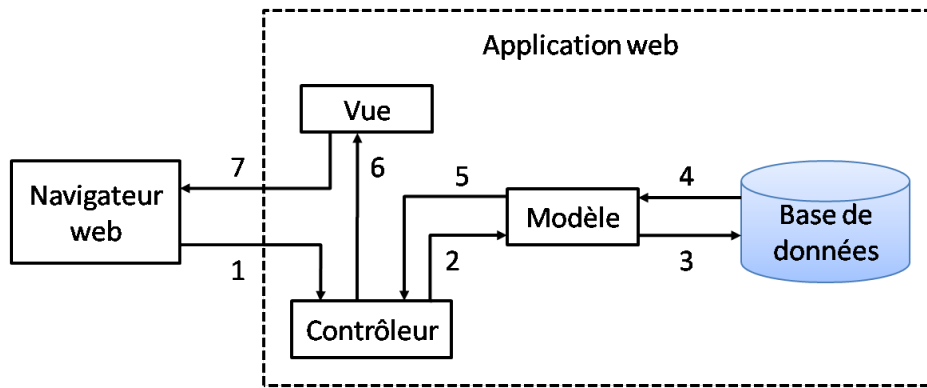 Application web
Vue
7
6
5
4
Navigateur
web
Modèle
Base de
données
1
2
3
Contrôleur